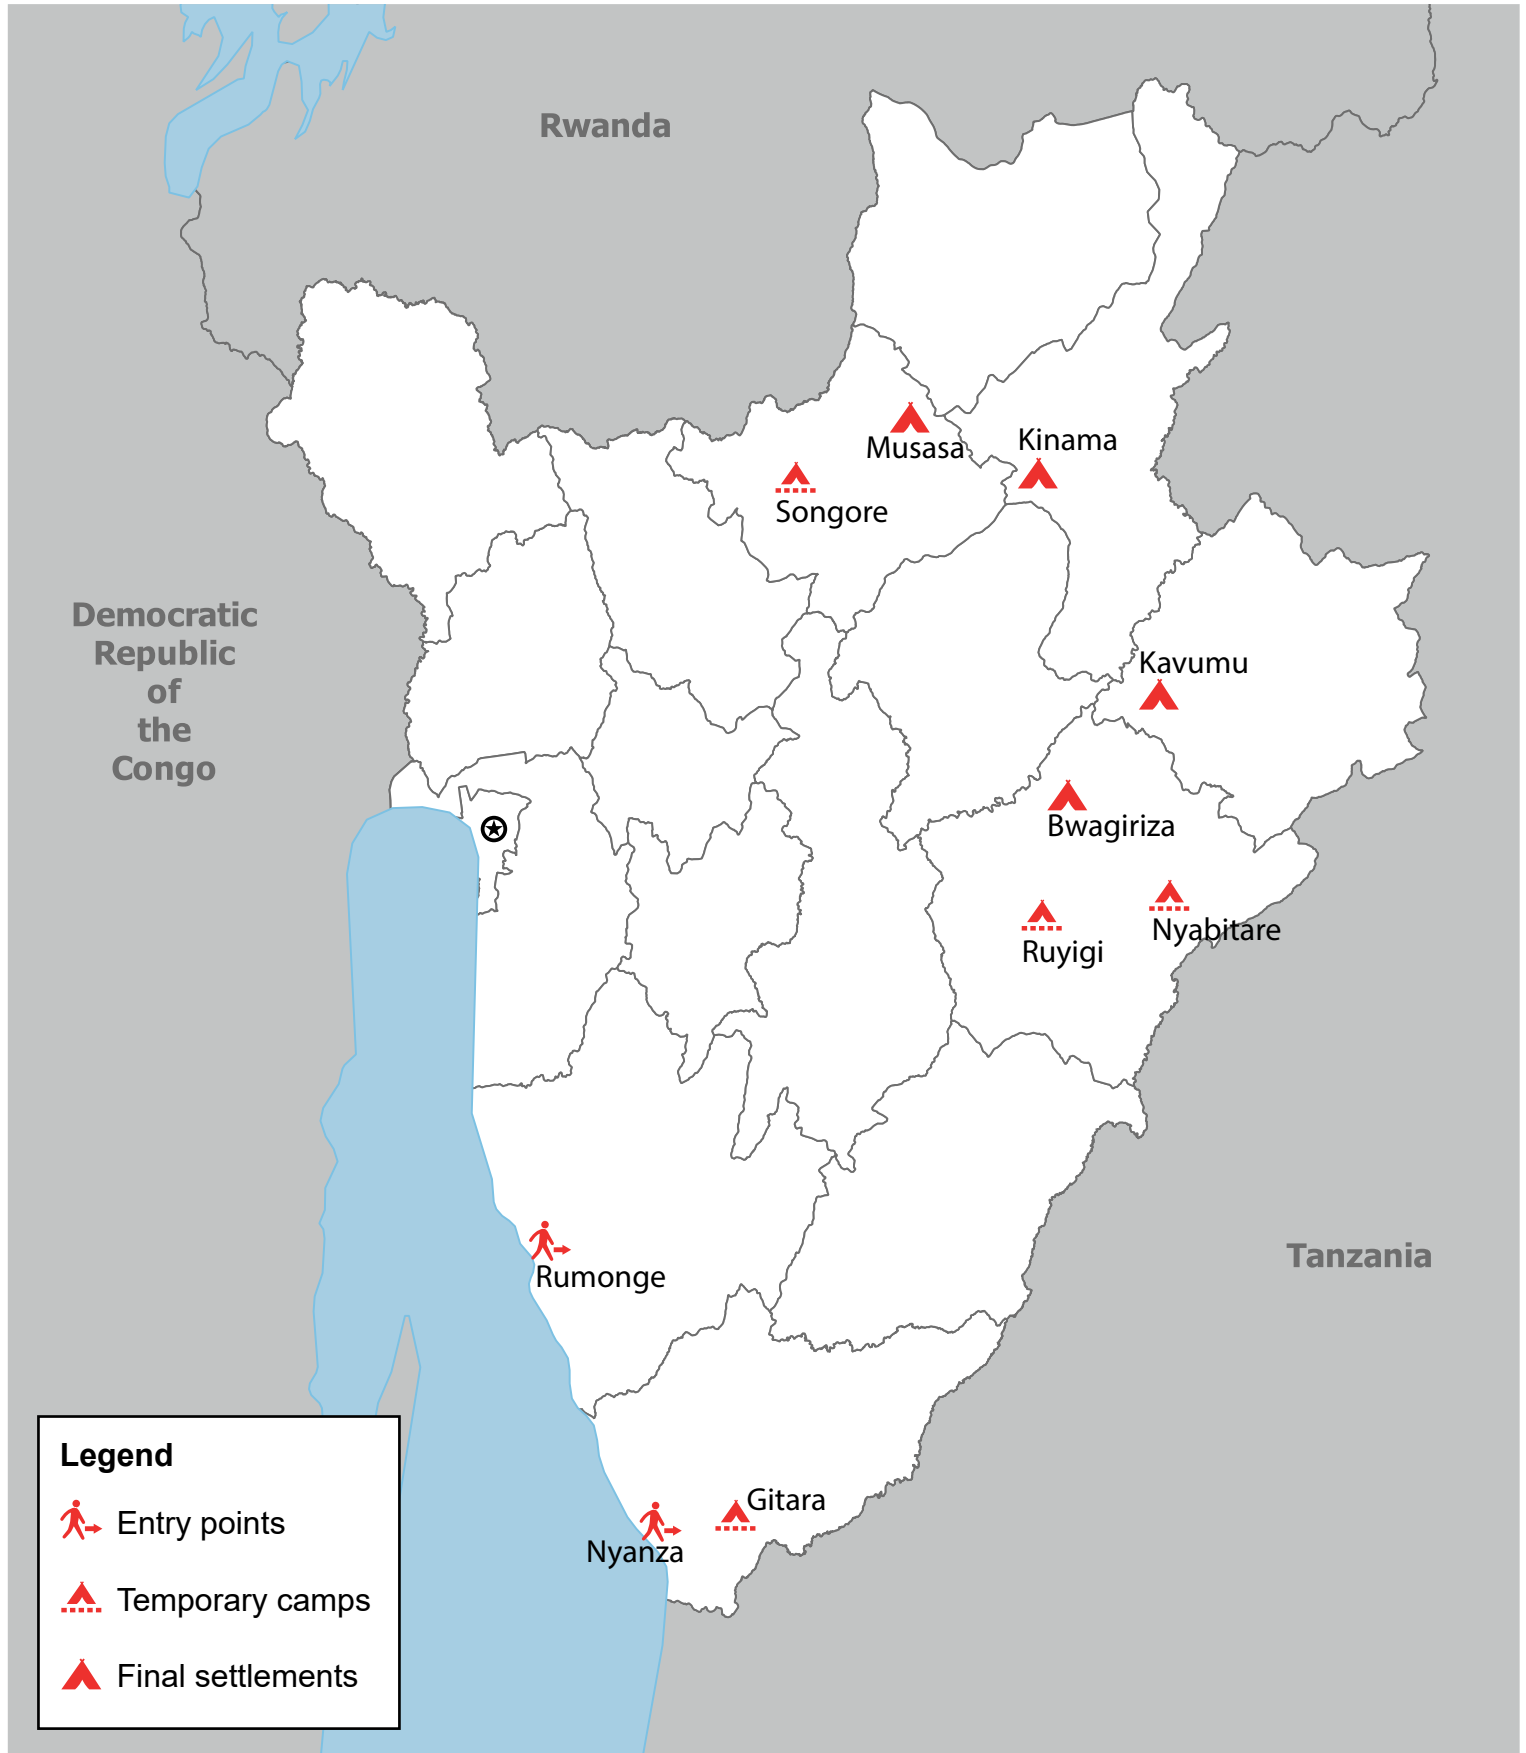 Rwanda
Musasa
Kinama
Songore
Democratic
Republic
of
the
Congo
Kavumu
Bwagiriza
Nyabitare
Ruyigi
Tanzania
Rumonge
Gitara
Nyanza
Legend
Entry points
Temporary camps
Final settlements